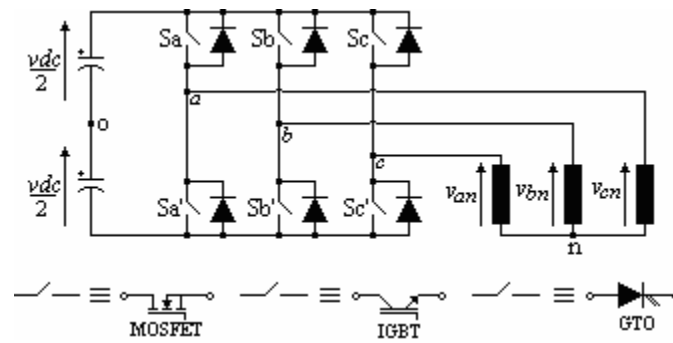 vdc
2
Sa
Sb
Sc
a
o
b
c
vdc
2
Sa'
Sb'
Sc'
van
vbn
vcn
n
MOSFET
IGBT
GTO